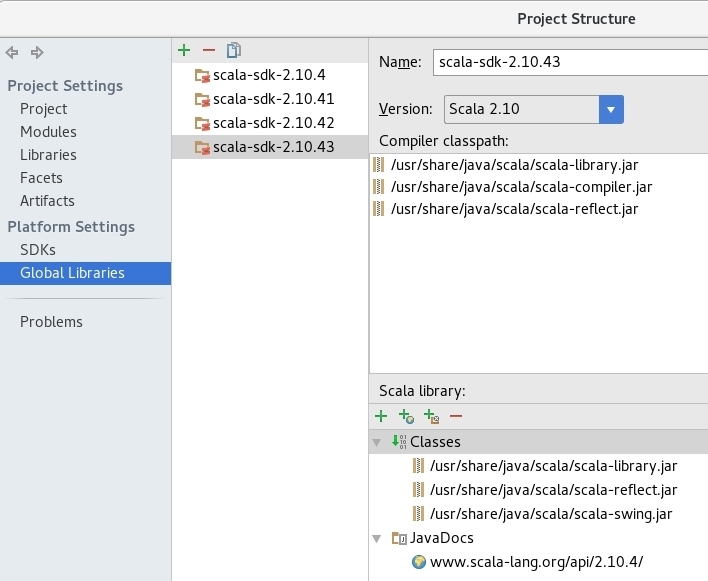 Project Structure
Project Settings
Project
Modules
Libraries
Facets
Artifacts
Platform Settings
SDKs
Global Libraries
Problems
scala-sdk-2.10.4
scala-sdk-2.10.41
scala-sdk-2.10.42
scala-sdk-2.10.43
Name: scala-sdk-2.10.43
Version: Scala 2.10
Compiler classpath:
/usr/share/java/scala/scala-library.jar
/usr/share/java/scala/scala-compiler.jar
/usr/share/java/scala/scala-reflect.jar
Scala library:
Classes
/usr/share/java/scala/scala-library.jar
/usr/share/java/scala/scala-reflect.jar
/usr/share/java/scala/scala-swing.jar
JavaDocs
www.scala-lang.org/api/2.10.4/